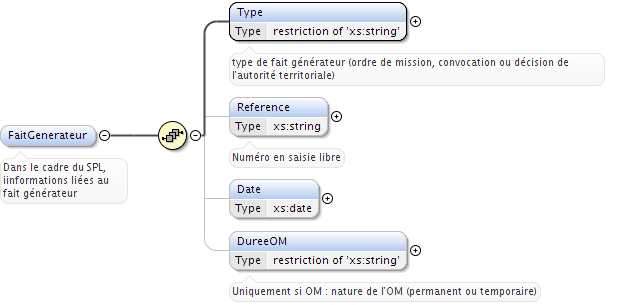 Type
Type restriction of 'xs:string'
type de fait générateur (ordre de mission, convocation ou décision de
l'autorité territoriale)
Reference
Type xs:string
Numéro en saisie libre
FaitGenerateur
Dans le cadre du SPL,
iinformations liées au
fait générateur
Date
Type xs:date
DureeOM
Type restriction of 'xs:string'
Uniquement si OM : nature de l'OM (permanent ou temporaire)